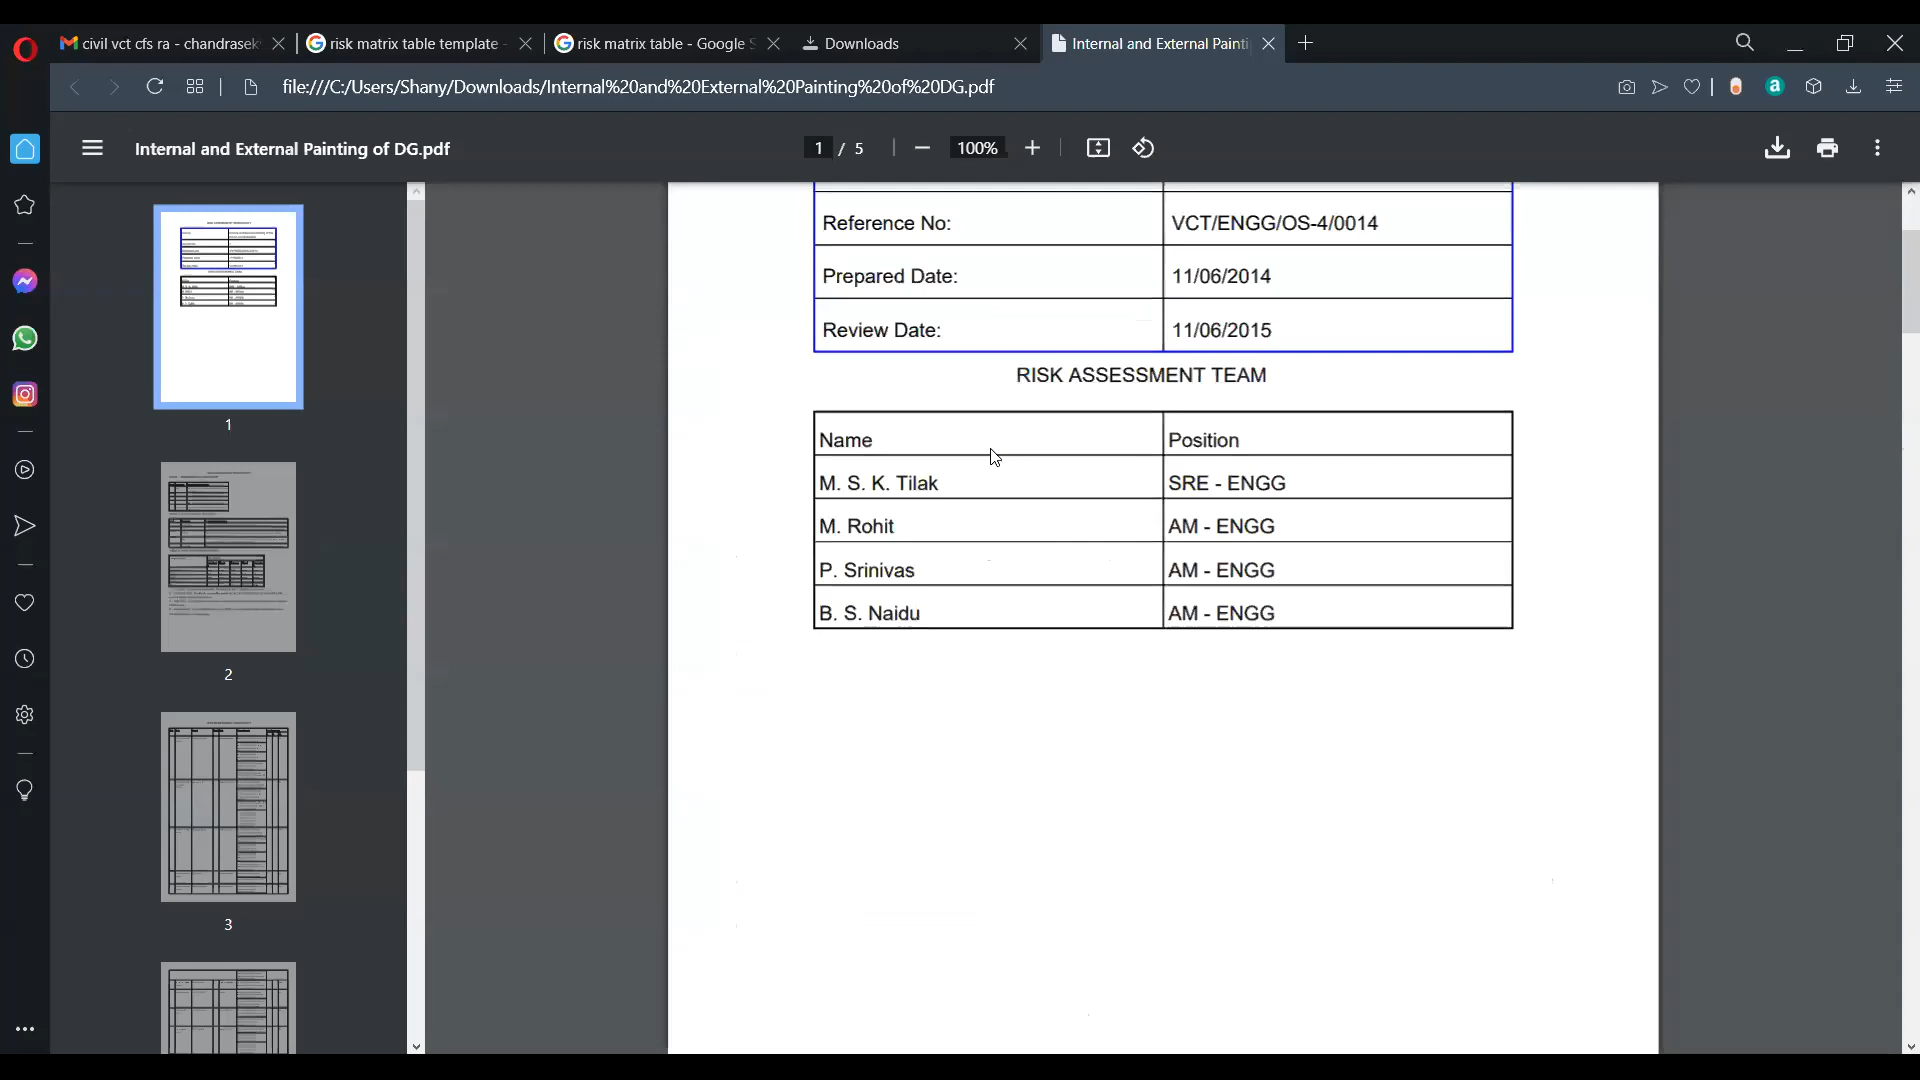 civil vct cfs ra - chandrasek
risk matrix table template -
risk matrix table - Google S
Downloads
Internal and External Painti
file:///C:/Users/Shany/Downloads/Internal%20and%20External%20Painting%20of%20DG.pdf
Internal and External Painting of DG.pdf
1 / 5
100%
Reference No: VCT/ENGG/OS-4/0014
Prepared Date: 11/06/2014
Review Date: 11/06/2015
RISK ASSESSMENT TEAM
Name Position
M. S. K. Tilak SRE - ENGG
M. Rohit AM - ENGG
P. Srinivas AM - ENGG
B. S. Naidu AM - ENGG
1
2
3